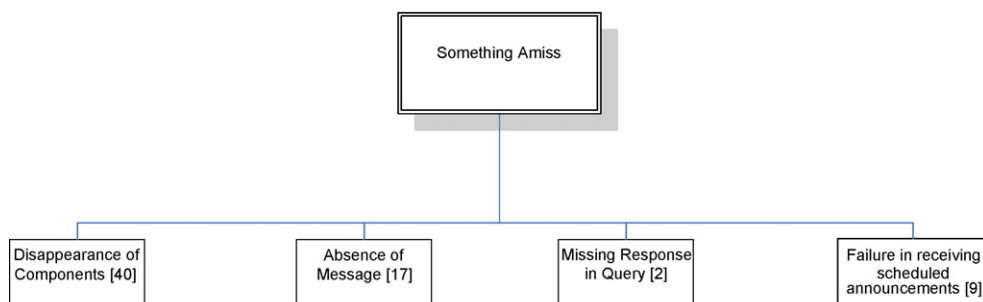 Something Amiss
Disappearance of
Components [40]
Absence of
Message [17]
Missing Response
in Query [2]
Failure in receiving
scheduled
announcements [9]